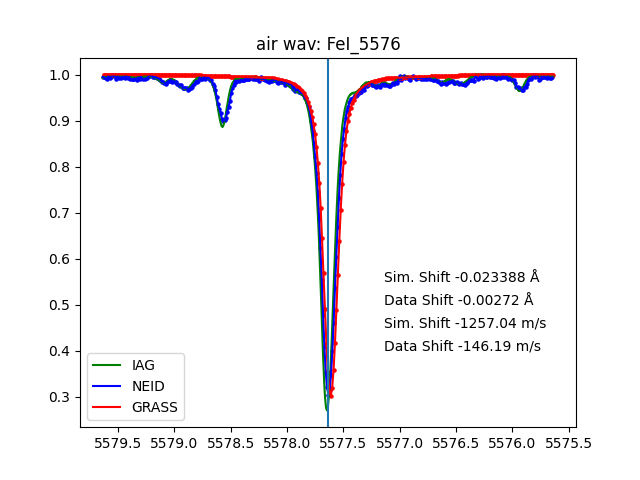 air wav: FeI_5576
1.0
0.9
0.8
0.7
0.6
0.5
0.4
0.3
Sim. Shift -0.023388 Å
Data Shift -0.00272 Å
Sim. Shift -1257.04 m/s
Data Shift -146.19 m/s
IAG
NEID
GRASS
5579.5 5579.0 5578.5 5578.0 5577.5 5577.0 5576.5 5576.0 5575.5